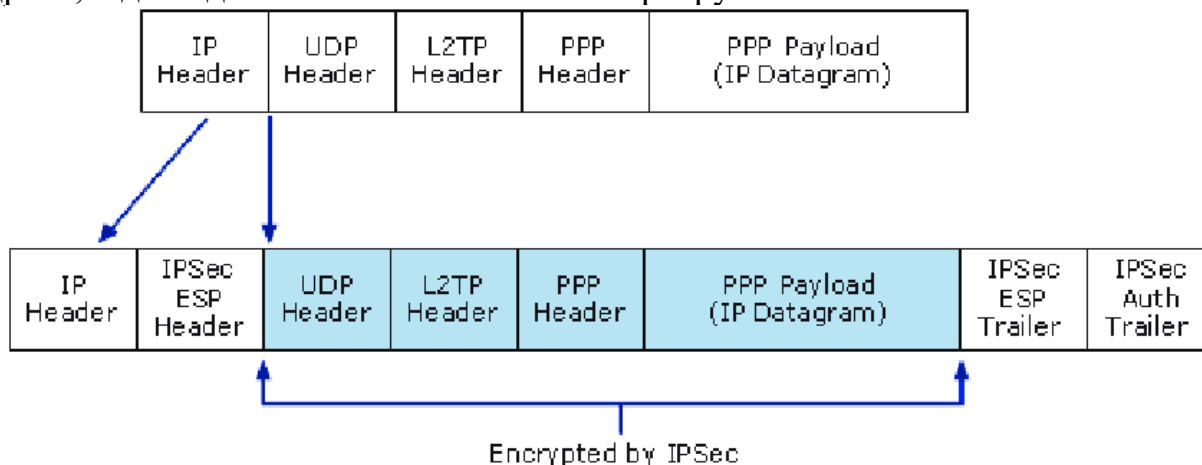 IP
Header
UDP
Header
L2TP
Header
PPP
Header
PPP Payload
(IP Datagram)
IP
Header
IPSec
ESP
Header
UDP
Header
L2TP
Header
PPP
Header
PPP Payload
(IP Datagram)
IPSec
ESP
Trailer
IPSec
Auth
Trailer
Encrypted by IPSec